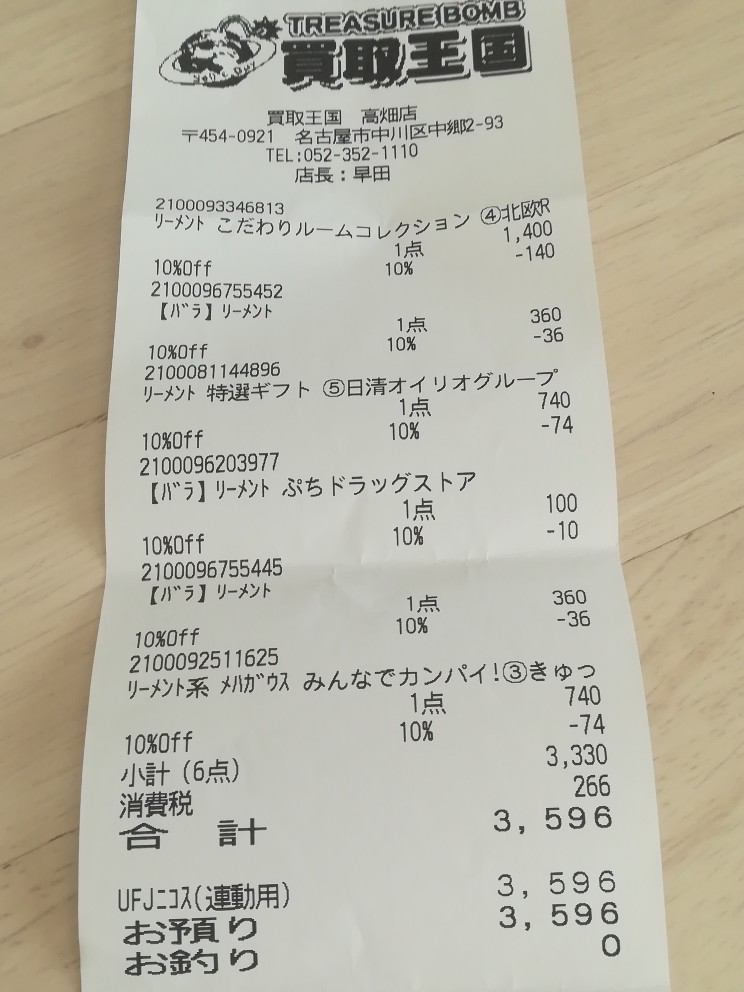 TREASURE BOMB
買取王国
買取王国 高畑店
〒454-0921 名古屋市中川区中郷2-93
TEL:052-352-1110
店長:早田
2100093346813
リーメント こだわりルームコレクション ④北欧R
1点 1,400
10%Off 10% -140
2100096755452
【バラ】リーメント
1点 360
10%Off 10% -36
2100081144896
リーメント 特選ギフト ⑤日清オイリオグループ
1点 740
10%Off 10% -74
2100096203977
【バラ】リーメント ぷちドラッグストア
1点 100
10%Off 10% -10
2100096755445
【バラ】リーメント
1点 360
10%Off 10% -36
2100092511625
リーメント系 メハガウス みんなでカンパイ!③きゅっ
1点 740
10%Off 10% -74
小計(6点) 3,330
消費税 266
合計 3,596
UFJニコス(連動用) 3,596
お預り 3,596
お釣り 0